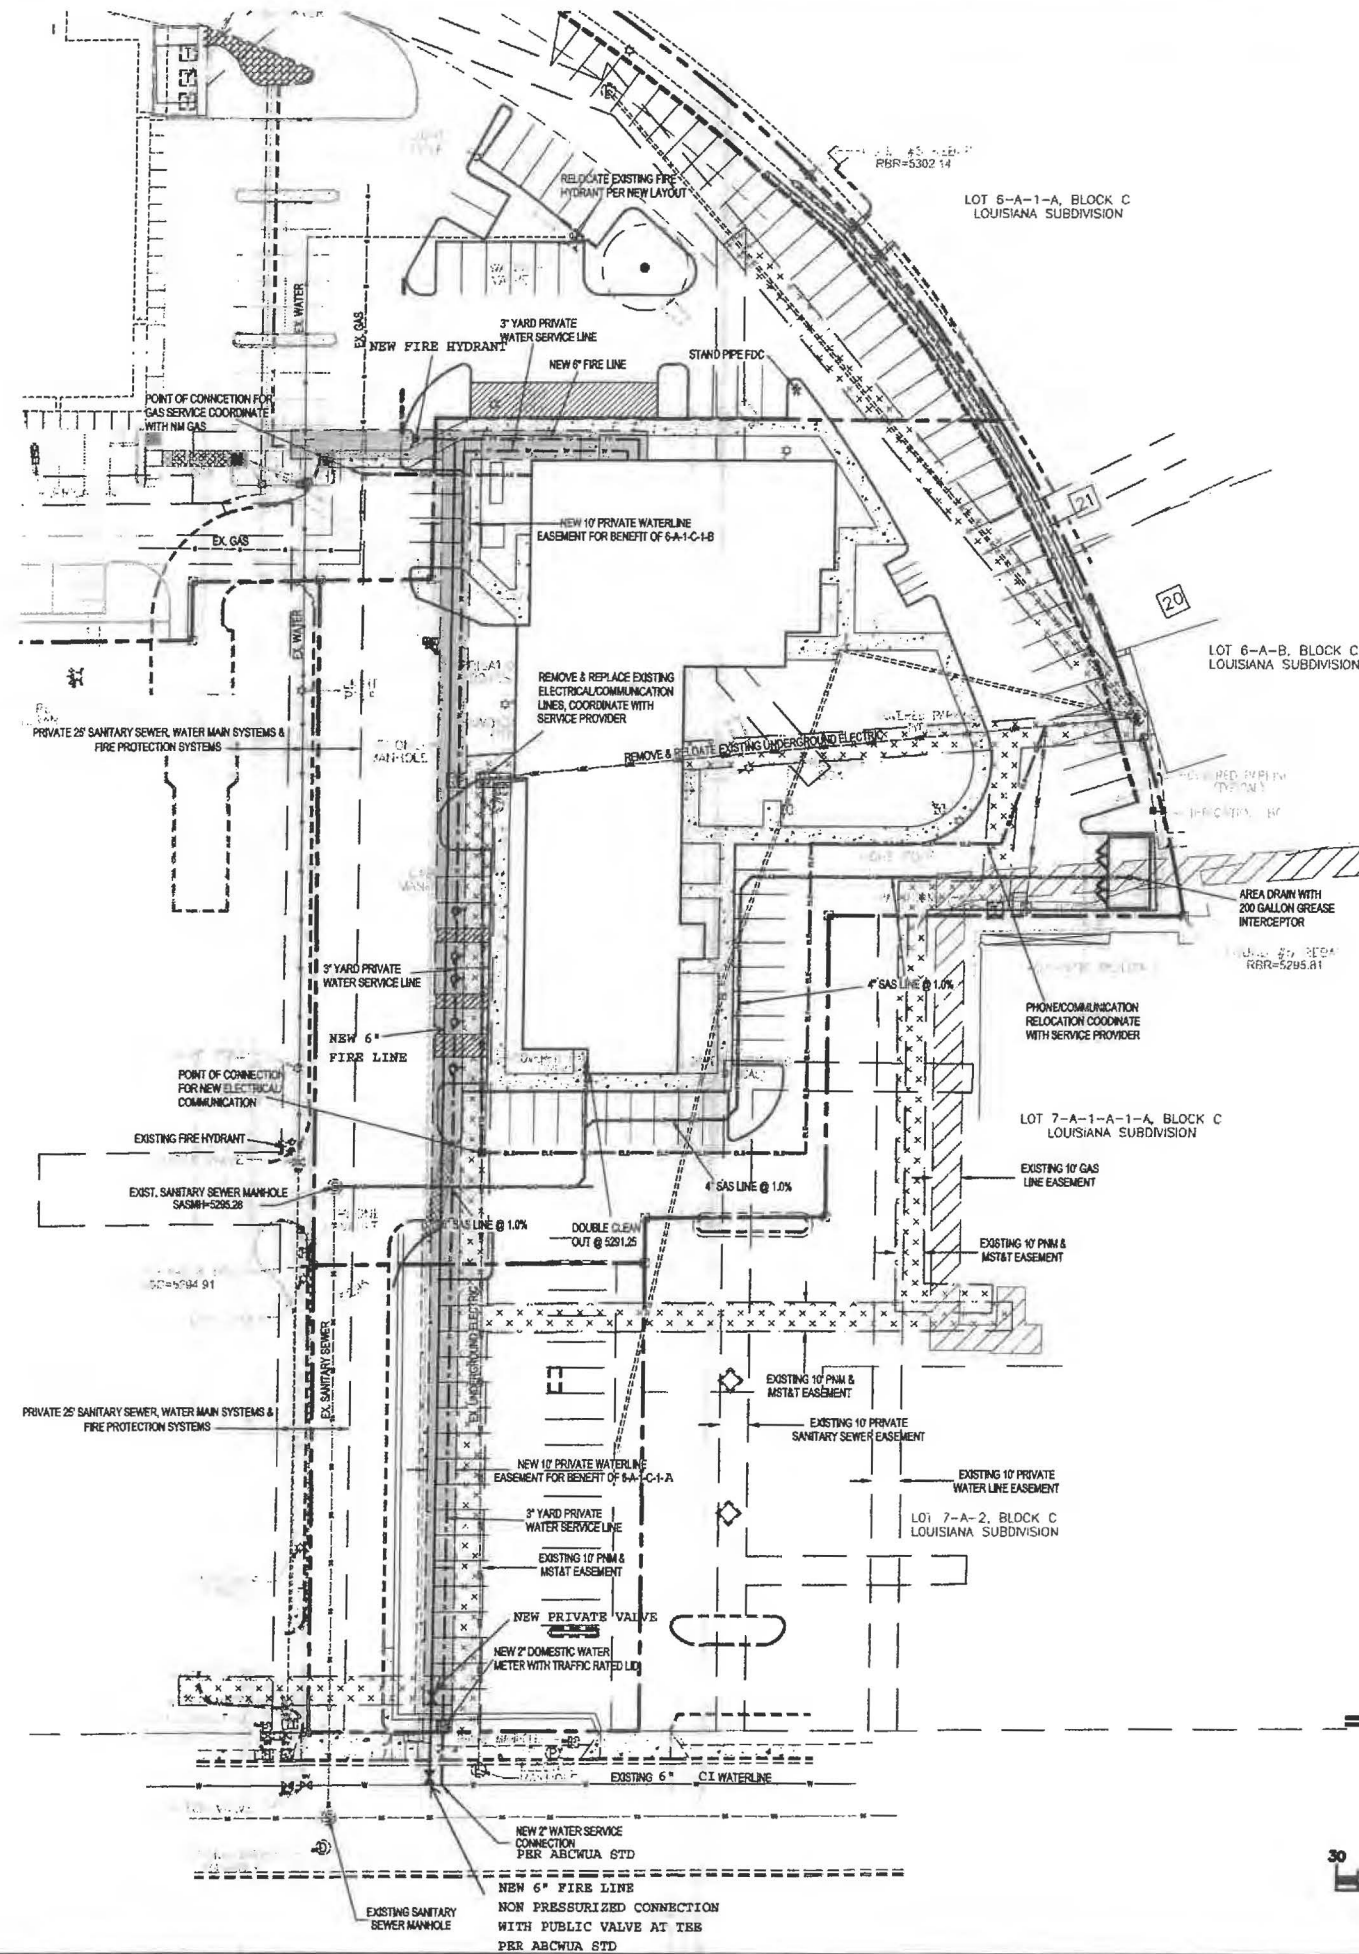 RBR=5302.14
LOT 6-A-1-A, BLOCK C
LOUISIANA SUBDIVISION
RELOCATE EXISTING FIRE
HYDRANT PER NEW LAYOUT
EX. WATER
EX. GAS
3" YARD PRIVATE
WATER SERVICE LINE
NEW FIRE HYDRANT
NEW 6" FIRE LINE
STAND PIPE FDC
POINT OF CONNCETION FOR
GAS SERVICE COORDINATE
WITH NM GAS
21
NEW 10' PRIVATE WATERLINE
EASEMENT FOR BENEFIT OF 6-A-1-C-1-B
EX. GAS
20
EX. WATER
LOT 6-A-B, BLOCK C
LOUISIANA SUBDIVISION
REMOVE & REPLACE EXISTING
ELECTRICAL/COMMUNICATION
LINES, COORDINATE WITH
SERVICE PROVIDER
PRIVATE 25' SANITARY SEWER, WATER MAIN SYSTEMS &
FIRE PROTECTION SYSTEMS
REMOVE & RELOATE EXISTING UNDERGROUND ELECTRIC
AREA DRAIN WITH
200 GALLON GREASE
INTERCEPTOR
RBR=5295.81
3" YARD PRIVATE
WATER SERVICE LINE
4" SAS LINE @ 1.0%
PHONE/COMMUNICATION
RELOCATION COODINATE
WITH SERVICE PROVIDER
NEW 6"
FIRE LINE
POINT OF CONNECTION
FOR NEW ELECTRICAL/
COMMUNICATION
LOT 7-A-1-A-1-A, BLOCK C
LOUISIANA SUBDIVISION
EXISTING FIRE HYDRANT
EXISTING 10' GAS
LINE EASEMENT
EXIST. SANITARY SEWER MANHOLE
SASMH=5295.28
4" SAS LINE @ 1.0%
SAS LINE @ 1.0%
DOUBLE CLEAN
OUT @ 5291.25
EXISTING 10' PNM &
MST&T EASEMENT
EX. UNDERGROUND ELECTRIC
EX. SANITARY SEWER
EXISTING 10' PNM &
MST&T EASEMENT
PRIVATE 25' SANITARY SEWER, WATER MAIN SYSTEMS &
FIRE PROTECTION SYSTEMS
EXISTING 10' PRIVATE
SANITARY SEWER EASEMENT
NEW 10' PRIVATE WATERLINE
EASEMENT FOR BENEFIT OF 6-A-1-C-1-A
EXISTING 10' PRIVATE
WATER LINE EASEMENT
3" YARD PRIVATE
WATER SERVICE LINE
LOT 7-A-2, BLOCK C
LOUISIANA SUBDIVISION
EXISTING 10' PNM &
MST&T EASEMENT
NEW PRIVATE VALVE
NEW 2" DOMESTIC WATER
METER WITH TRAFFIC RATED LID
EXISTING 6" CI WATERLINE
NEW 2" WATER SERVICE
CONNECTION
PER ABCWUA STD
30
NEW 6" FIRE LINE
NON PRESSURIZED CONNECTION
WITH PUBLIC VALVE AT TEE
PER ABCWUA STD
EXISTING SANITARY
SEWER MANHOLE